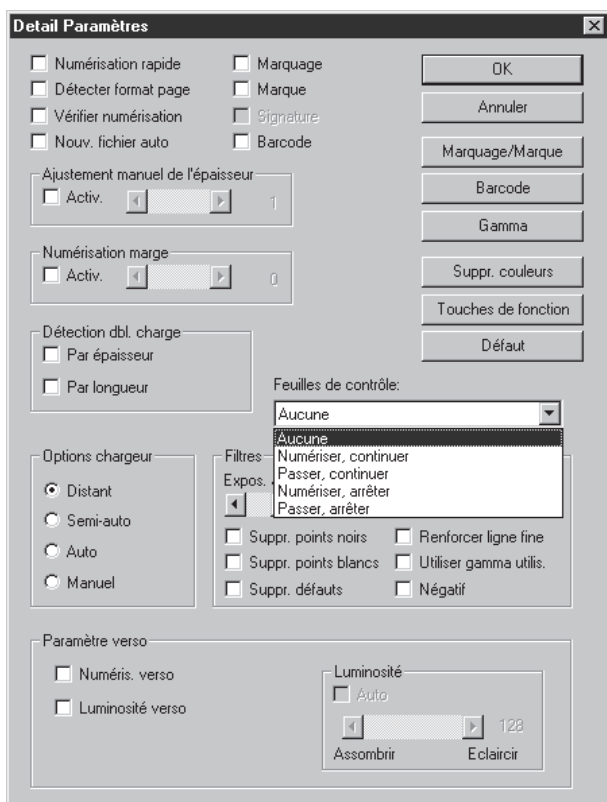 Detail Paramètres
Numérisation rapide
Détecter format page
Vérifier numérisation
Nouv. fichier auto
Marquage
Marque
Signature
Barcode
OK
Annuler
Marquage/Marque
Barcode
Gamma
Suppr. couleurs
Touches de fonction
Défaut
Ajustement manuel de l'épaisseur
Activ.
1
Numérisation marge
Activ.
0
Détection dbl. charge
Par épaisseur
Par longueur
Feuilles de contrôle:
Aucune
Aucune
Numériser, continuer
Passer, continuer
Numériser, arrêter
Passer, arrêter
Options chargeur
Distant
Semi-auto
Auto
Manuel
Filtres
Expos.
Suppr. points noirs
Suppr. points blancs
Suppr. défauts
Renforcer ligne fine
Utiliser gamma utilis.
Négatif
Paramètre verso
Numéris. verso
Luminosité verso
Luminosité
Auto
128
Assombrir
Eclaircir